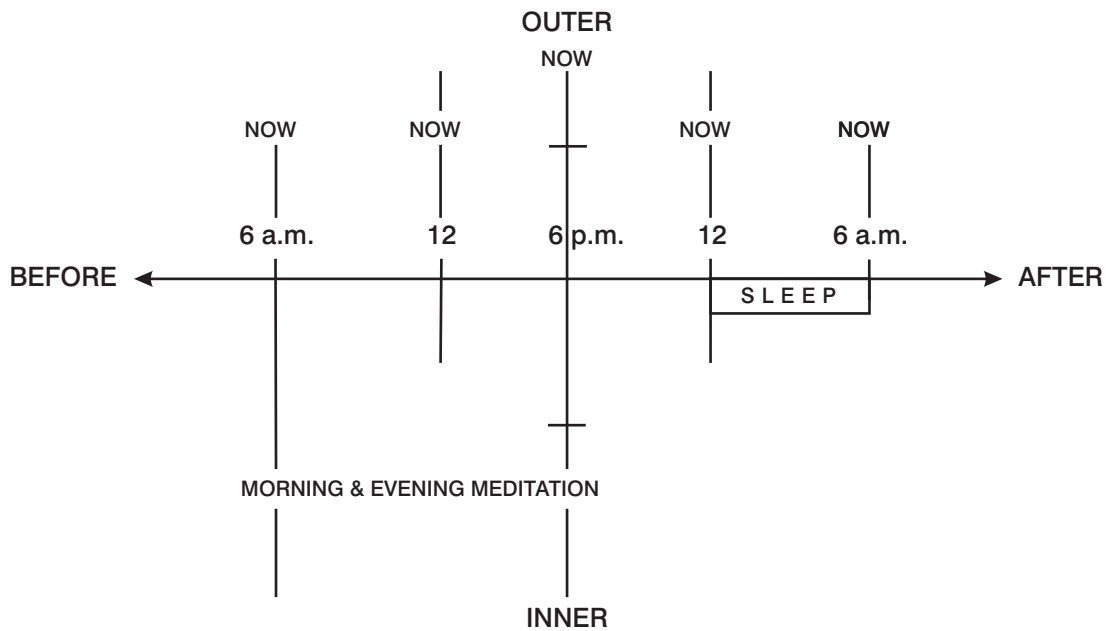 OUTER
NOW
NOW NOW NOW NOW
6 a.m. 12 6 p.m. 12 6 a.m.
BEFORE AFTER
SLEEP
MORNING & EVENING MEDITATION
INNER